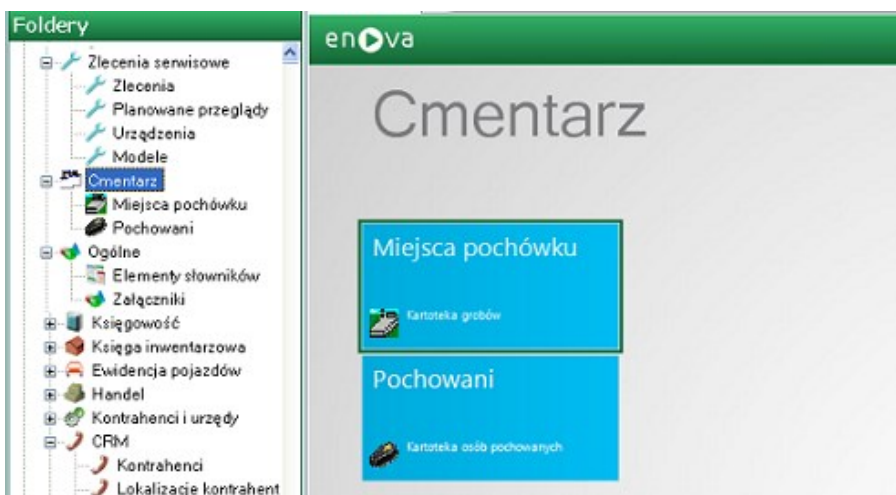 Foldery
Zlecenia serwisowe
Zlecenia
Planowane przeglądy
Urządzenia
Modele
Cmentarz
Miejsca pochówku
Pochowani
Ogólne
Elementy słowników
Załączniki
Księgowość
Księga inwentarzowa
Ewidencja pojazdów
Handel
Kontrahenci i urzędy
CRM
Kontrahenci
Lokalizacje kontrahent
enova
Cmentarz
Miejsca pochówku
Kartoteka grobów
Pochowani
Kartoteka osób pochowanych